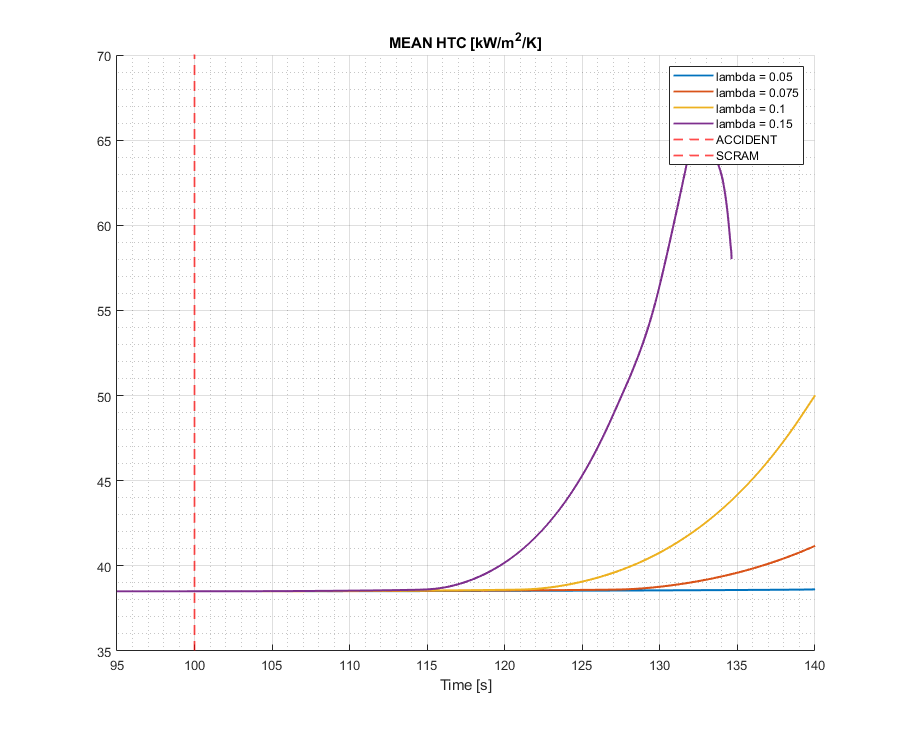 MEAN HTC [kW/m²/K]
70
65
60
55
50
45
40
35
lambda = 0.05
lambda = 0.075
lambda = 0.1
lambda = 0.15
ACCIDENT
SCRAM
95 100 105 110 115 120 125 130 135 140
Time [s]